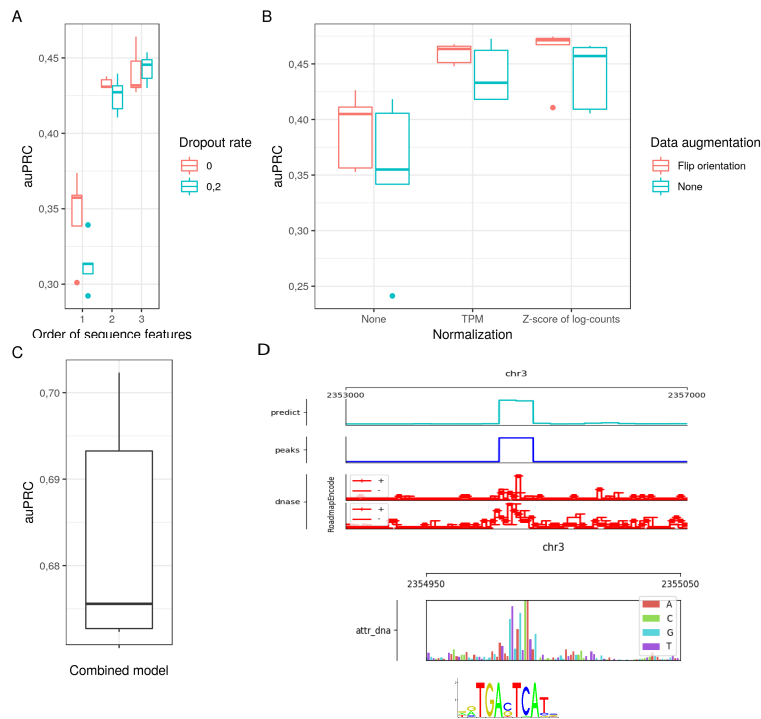 A
0,45
0,40
0,35
0,30
auPRC
1 2 3
Order of sequence features
Dropout rate
0
0,2
B
0,45
0,40
0,35
0,30
0,25
auPRC
None TPM Z-score of log-counts
Normalization
Data augmentation
Flip orientation
None
C
0,70
0,69
0,68
auPRC
Combined model
D
chr3
2353000 2357000
predict
peaks
dnase
RoadmapEncode
+
-
+
-
chr3
2354950 2355050
attr_dna
A
C
G
T
TGA TCA